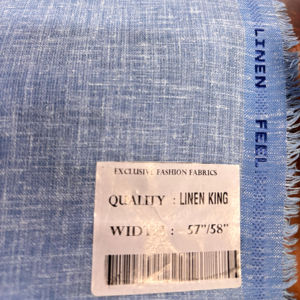 LINEN FEEL
EXCLUSIVE FASHION FABRICS
QUALITY : LINEN KING
WIDTH : 57"/58"